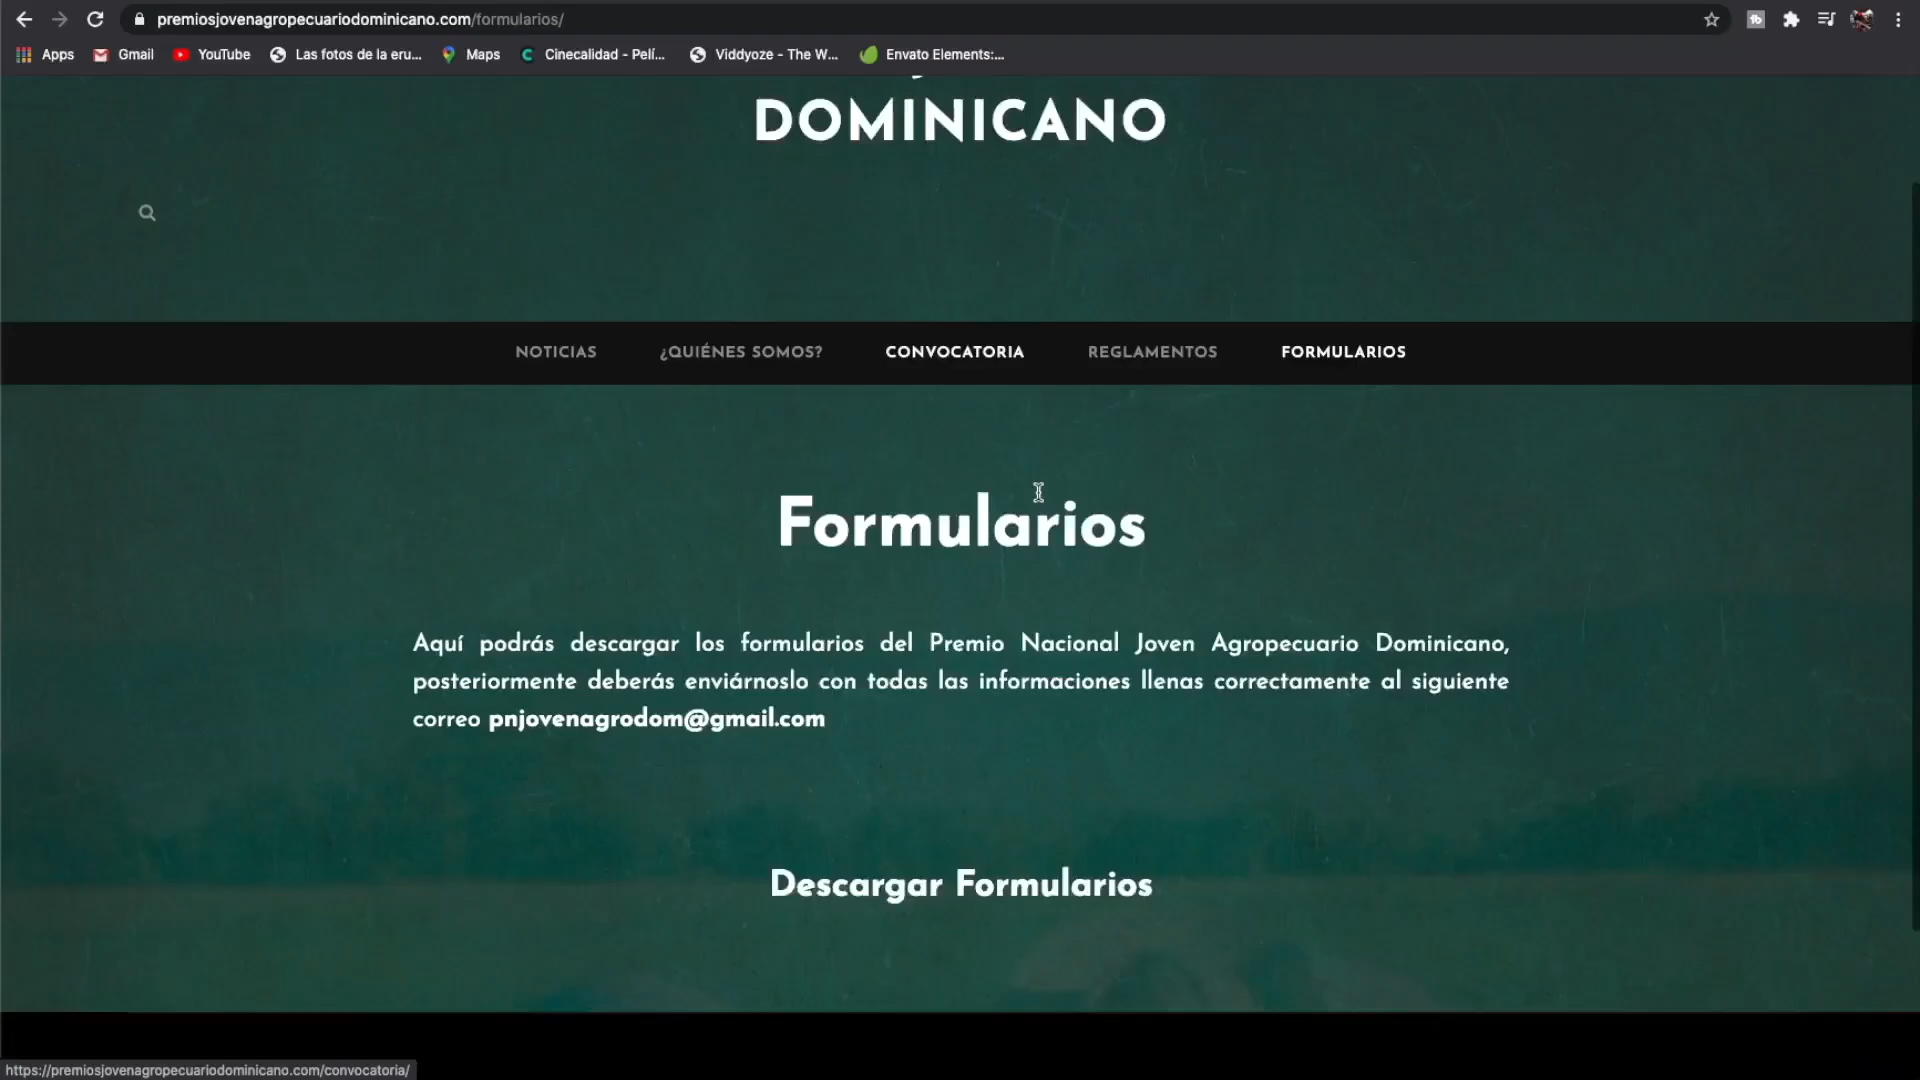 premiosjovenagropecuariodominicano.com/formularios/
Apps Gmail YouTube Las fotos de la eru... Maps Cinecalidad - Pelí... Viddyoze - The W... Envato Elements:...
DOMINICANO
NOTICIAS ¿QUIÉNES SOMOS? CONVOCATORIA REGLAMENTOS FORMULARIOS
Formularios
Aquí podrás descargar los formularios del Premio Nacional Joven Agropecuario Dominicano,
posteriormente deberás enviárnoslo con todas las informaciones llenas correctamente al siguiente
correo pnjovenagrodom@gmail.com
Descargar Formularios
https://premiosjovenagropecuariodominicano.com/convocatoria/